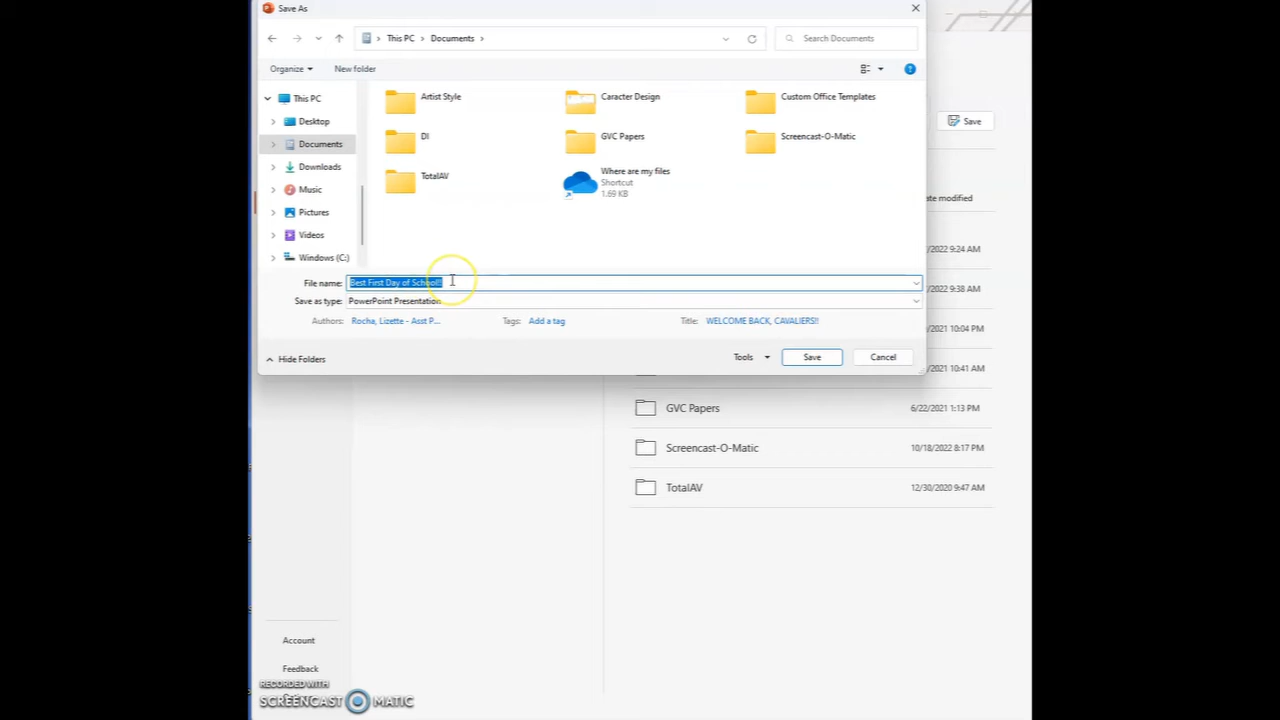 Save As
This PC > Documents >
Search Documents
Organize
New folder
This PC
Desktop
Documents
Downloads
Music
Pictures
Videos
Windows (C:)
Artist Style
Caracter Design
Custom Office Templates
DI
GVC Papers
Screencast-O-Matic
TotalAV
Where are my files
Shortcut
1.69 KB
File name: Best First Day of School!!
Save as type: PowerPoint Presentation
Authors: Rocha, Lizette - Asst P...
Tags: Add a tag
Title: WELCOME BACK, CAVALIERS!!
Hide Folders
Tools
Save
Cancel
Save
ate modified
/2022 9:24 AM
/2022 9:38 AM
/2021 10:04 PM
/2021 10:41 AM
GVC Papers 6/22/2021 1:13 PM
Screencast-O-Matic 10/18/2022 8:17 PM
TotalAV 12/30/2020 9:47 AM
Account
Feedback
RECORDED WITH
SCREENCAST MATIC